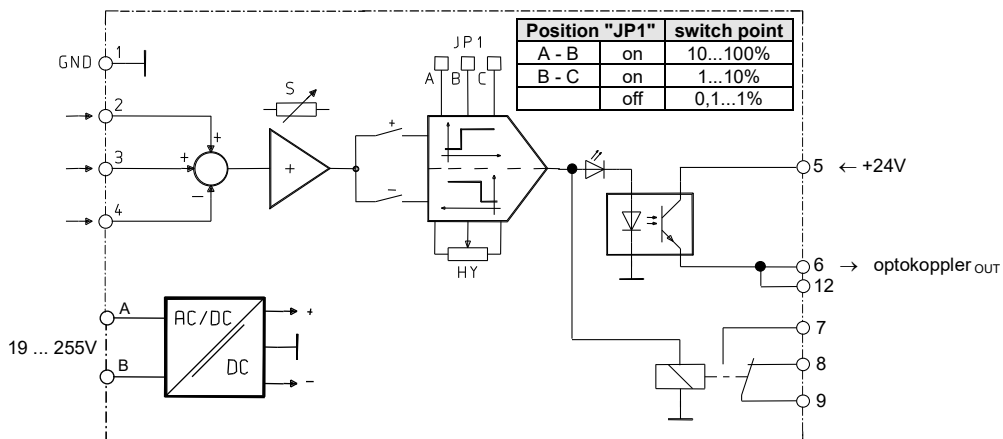 Position "JP1" switch point
A - B on 10...100%
B - C on 1...10%
off 0,1...1%
GND 1
JP1
A B C
S
2
+
3
+
−
4
+
+
−
HY
5 ← +24V
6 → optokoppler OUT
12
7
8
9
19 ... 255V
A
B
AC/DC
DC
+
−